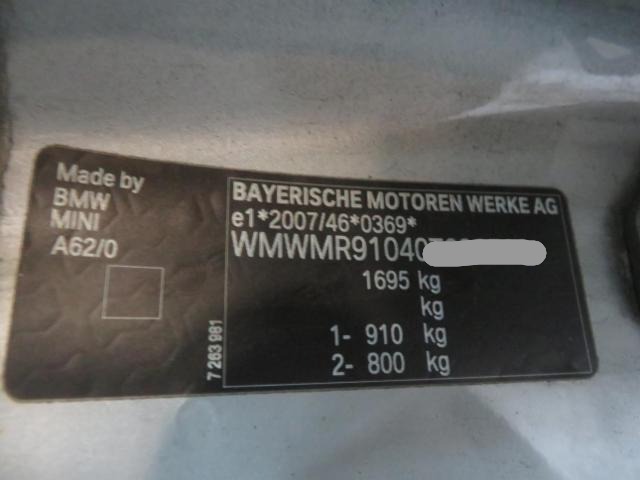 Made by
BMW
MINI
A62/0
7 263 981
BAYERISCHE MOTOREN WERKE AG
e1*2007/46*0369*
1695 kg
kg
1- 910 kg
2- 800 kg